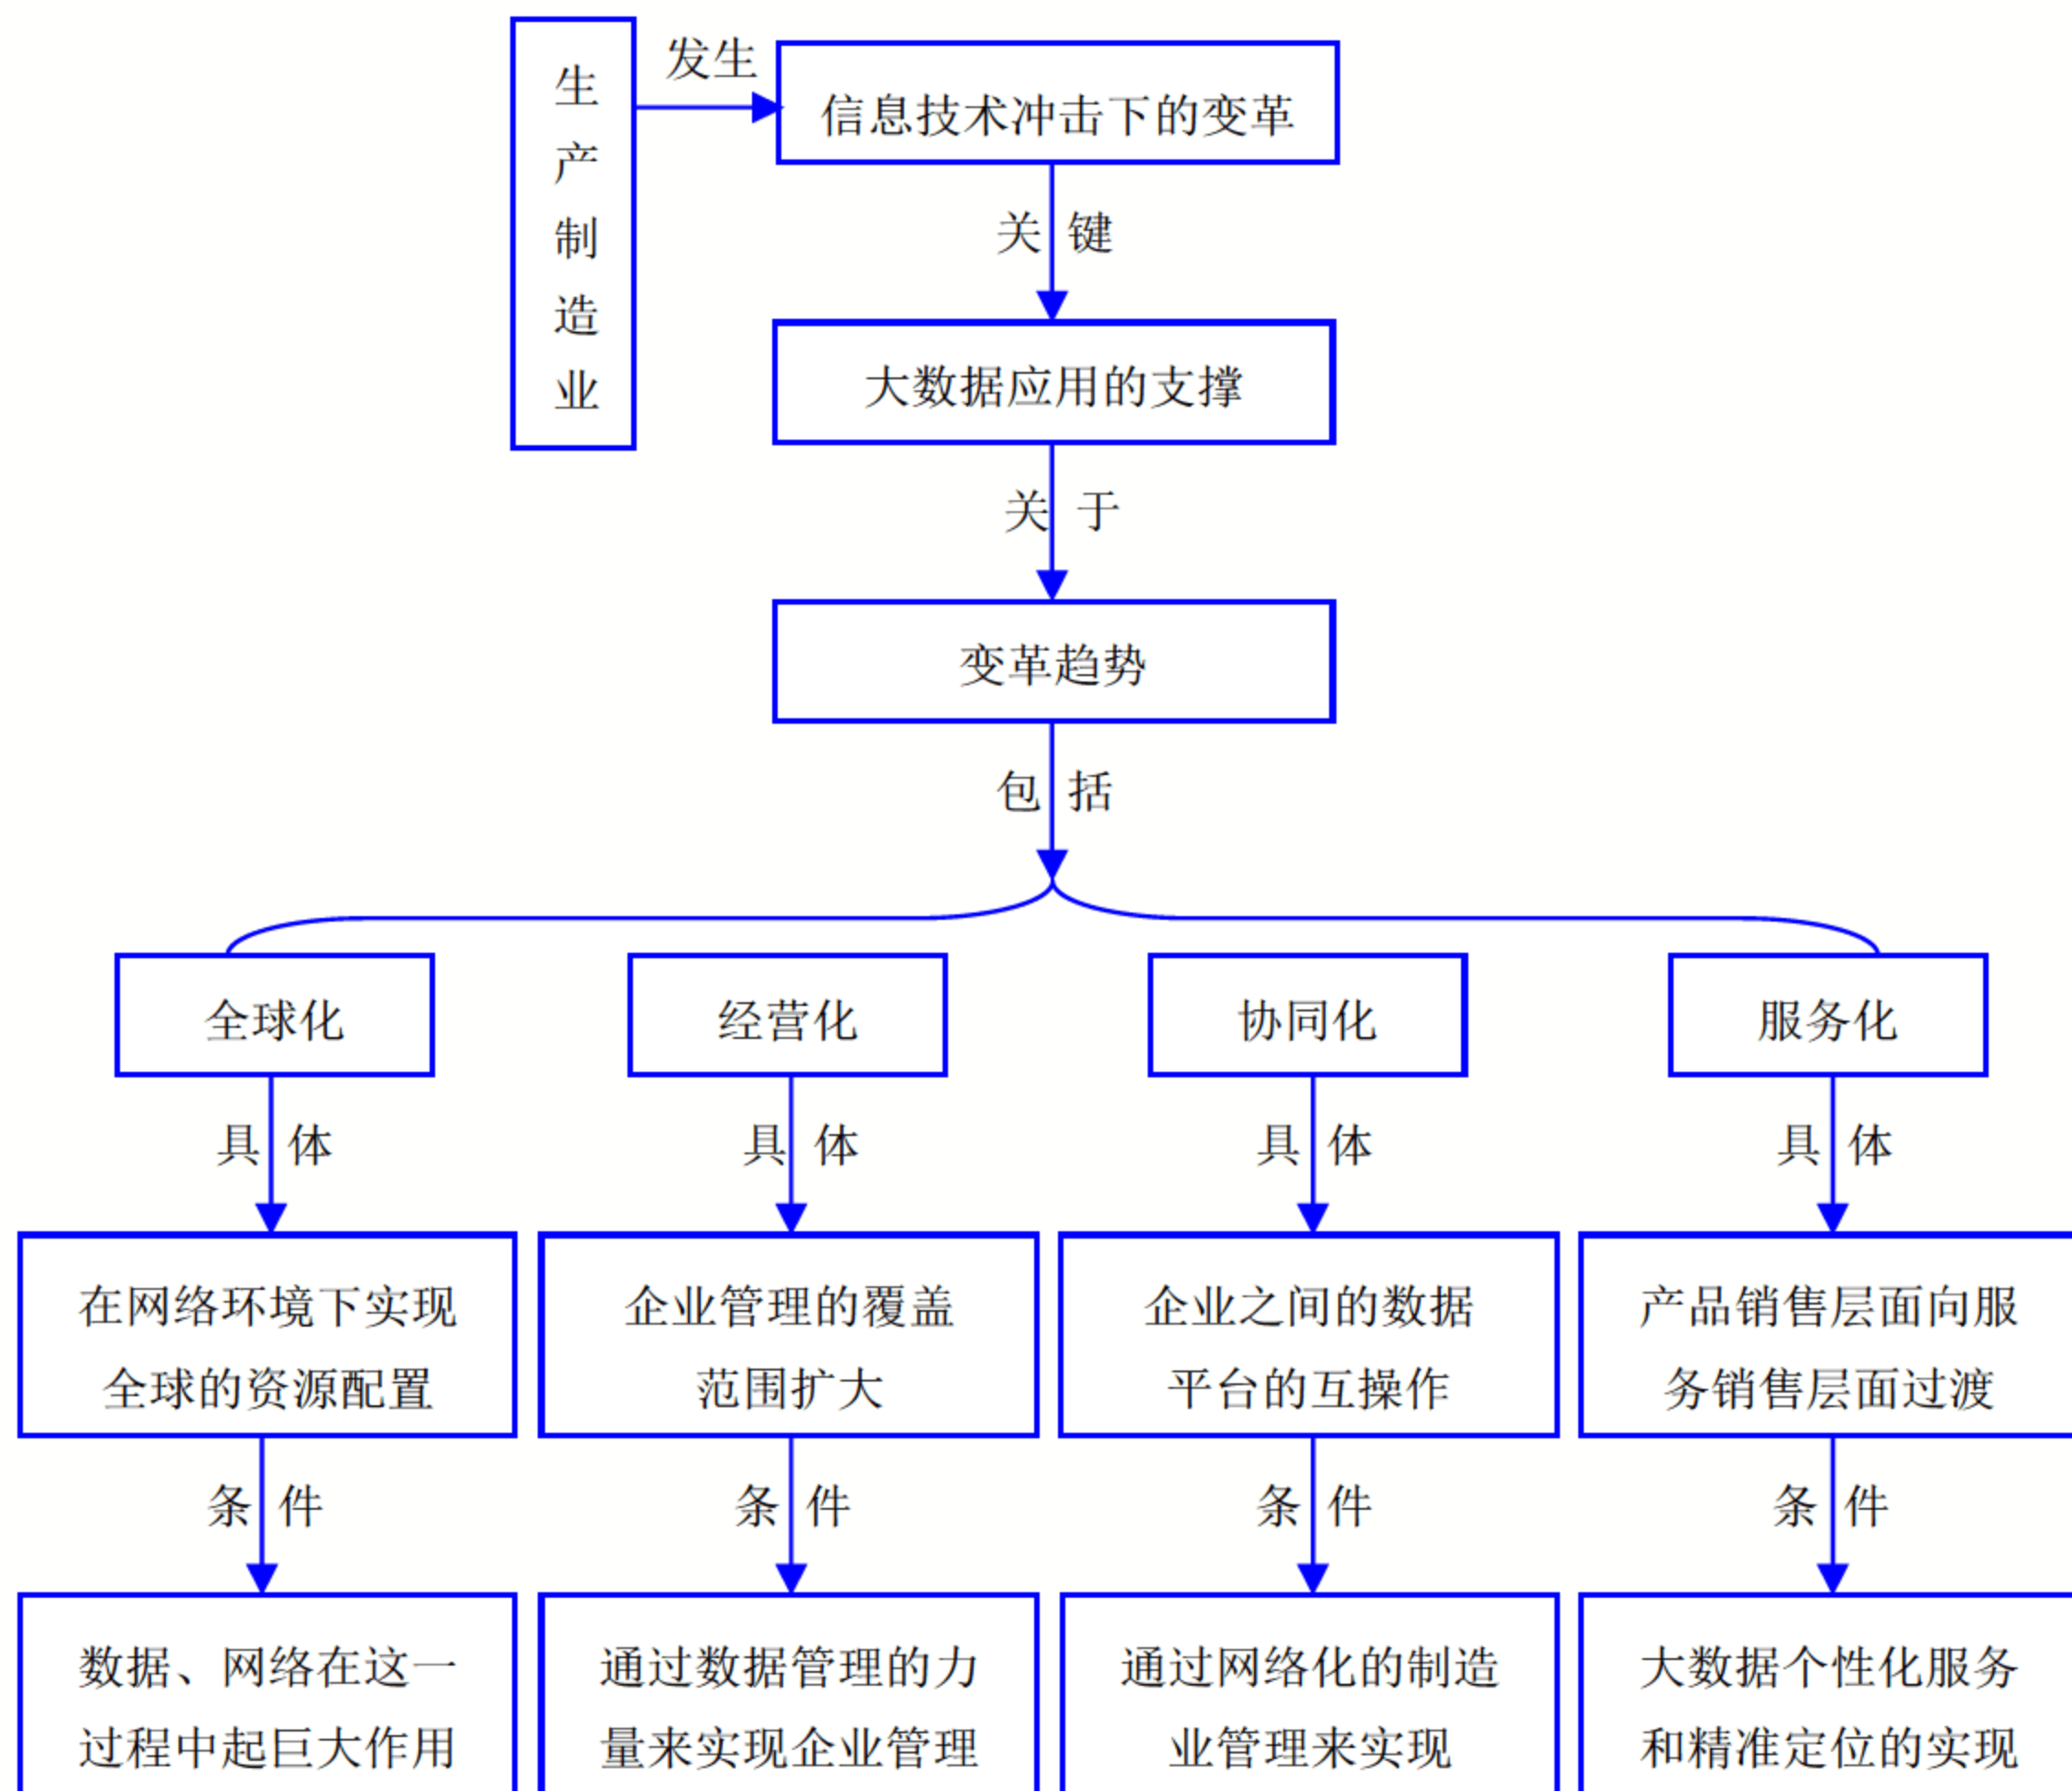 生产制造业
发生
信息技术冲击下的变革
关键
大数据应用的支撑
关于
变革趋势
包括
全球化
经营化
协同化
服务化
具体
具体
具体
具体
在网络环境下实现
全球的资源配置
企业管理的覆盖
范围扩大
企业之间的数据
平台的互操作
产品销售层面向服
务销售层面过渡
条件
条件
条件
条件
数据、网络在这一
过程中起巨大作用
通过数据管理的力
量来实现企业管理
通过网络化的制造
业管理来实现
大数据个性化服务
和精准定位的实现